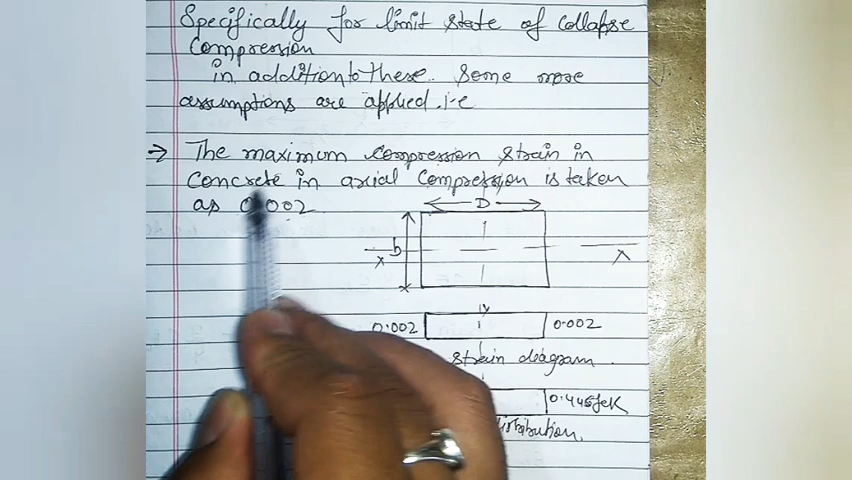 Specifically for limit state of collapse
Compression
in addition to these. Some more
assumptions are applied. i.e
→ The maximum compression strain in
Concrete in axial Compression is taken
as 0.002
D
b
x
0.002
0.002
strain diagram.
0.446fck
distribution.